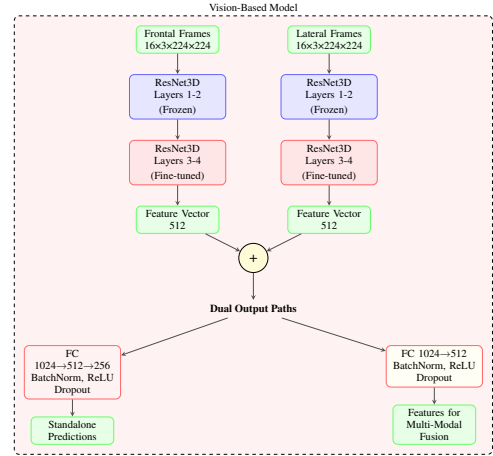 Vision-Based Model
Frontal Frames
16×3×224×224
Lateral Frames
16×3×224×224
ResNet3D
Layers 1-2
(Frozen)
ResNet3D
Layers 1-2
(Frozen)
ResNet3D
Layers 3-4
(Fine-tuned)
ResNet3D
Layers 3-4
(Fine-tuned)
Feature Vector
512
Feature Vector
512
+
Dual Output Paths
FC
1024→512→256
BatchNorm, ReLU
Dropout
FC 1024→512
BatchNorm, ReLU
Dropout
Standalone
Predictions
Features for
Multi-Modal
Fusion